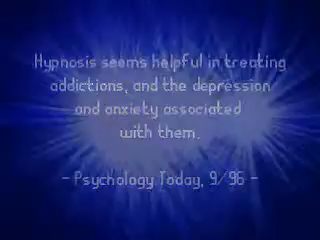 Hypnosis seems helpful in treating
addictions, and the depression
and anxiety associated
with them.
- Psychology Today, 9/96 -